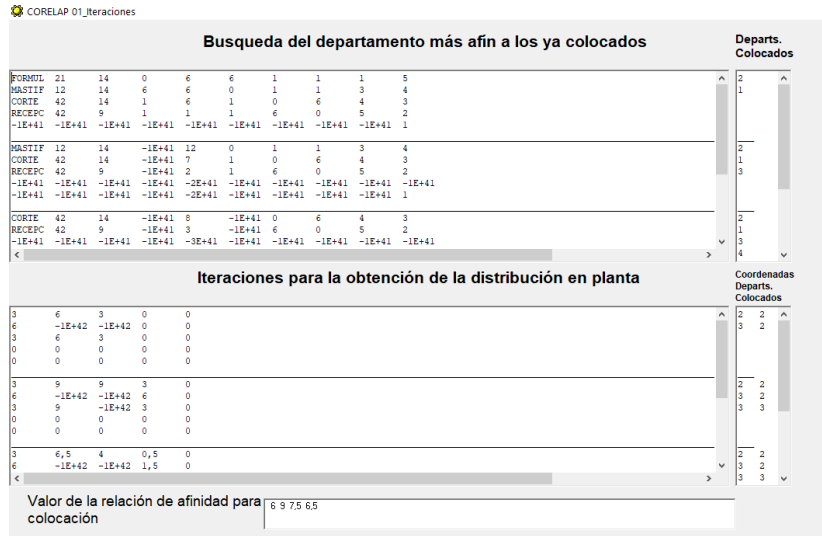 CORELAP 01_Iteraciones
Busqueda del departamento más afin a los ya colocados
Departs.
Colocados
FORMUL 21 14 0 6 6 1 1 1 5
MASTIF 12 14 6 6 0 1 1 3 4
CORTE 42 14 1 6 1 0 6 4 3
RECEPC 42 9 1 1 1 6 0 5 2
-1E+41 -1E+41 -1E+41 -1E+41 -1E+41 -1E+41 -1E+41 -1E+41 -1E+41 1
2
1
MASTIF 12 14 -1E+41 12 0 1 1 3 4
CORTE 42 14 -1E+41 7 1 0 6 4 3
RECEPC 42 9 -1E+41 2 1 6 0 5 2
-1E+41 -1E+41 -1E+41 -1E+41 -2E+41 -1E+41 -1E+41 -1E+41 -1E+41 -1E+41
-1E+41 -1E+41 -1E+41 -1E+41 -2E+41 -1E+41 -1E+41 -1E+41 -1E+41 1
2
1
3
CORTE 42 14 -1E+41 8 -1E+41 0 6 4 3
RECEPC 42 9 -1E+41 3 -1E+41 6 0 5 2
-1E+41 -1E+41 -1E+41 -1E+41 -3E+41 -1E+41 -1E+41 -1E+41 -1E+41 -1E+41
2
1
3
4
Iteraciones para la obtención de la distribución en planta
Coordenadas
Departs.
Colocados
3 6 3 0 0
6 -1E+42 -1E+42 0 0
3 6 3 0 0
0 0 0 0 0
0 0 0 0 0
2 2
3 2
3 9 9 3 0
6 -1E+42 -1E+42 6 0
3 9 -1E+42 3 0
0 0 0 0 0
0 0 0 0 0
2 2
3 2
3 3
3 6,5 4 0,5 0
6 -1E+42 -1E+42 1,5 0
2 2
3 2
3 3
Valor de la relación de afinidad para
colocación
6 9 7,5 6,5